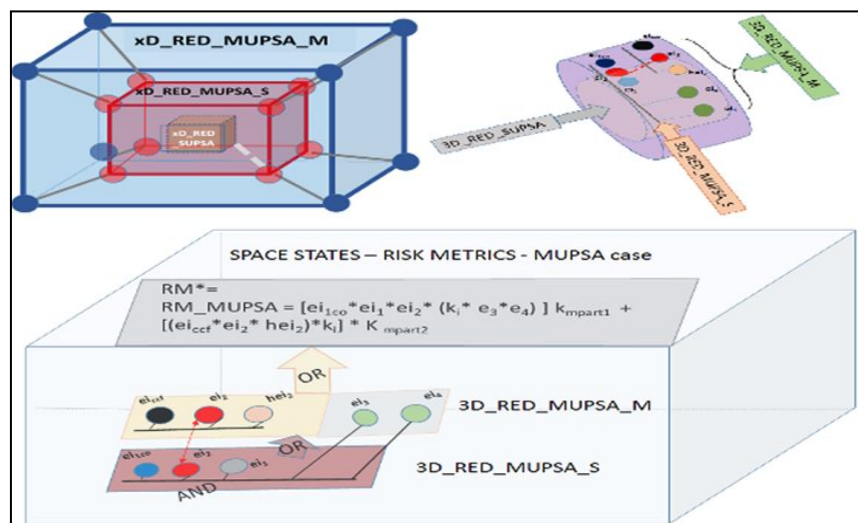 xD_RED_MUPSA_M
xD_RED_MUPSA_S
xD_RED
SUPSA
3D_RED_MUPSA_M
3D_RED_SUPSA
3D_RED_MUPSA_S
SPACE STATES – RISK METRICS - MUPSA case
RM*=
RM_MUPSA = [ei₁co*ei₁*ei₂* (kᵢ* e₃*e₄) ] kmpart1 +
[(eiccf*ei₂* hei₂)*kᵢ] * K mpart2
OR
eiccf ei₂ hei₂ ei₃ ei₄
3D_RED_MUPSA_M
OR
ei₁co ei₂
3D_RED_MUPSA_S
AND